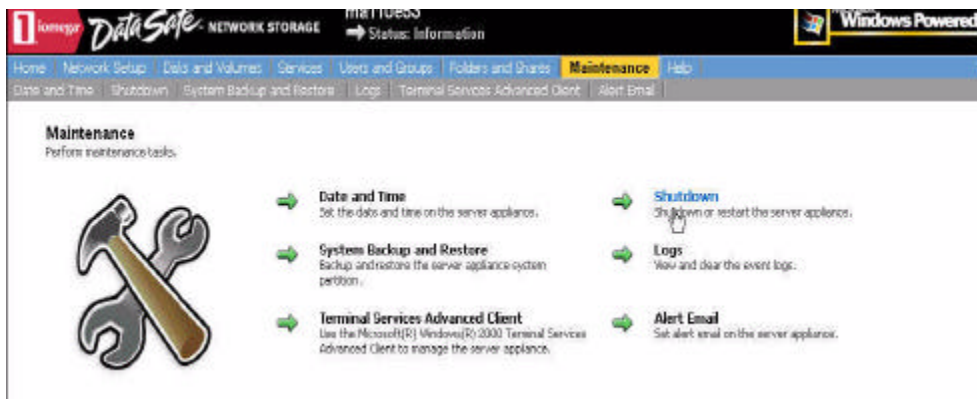 iomega DataSafe NETWORK STORAGE
Status: Information
Windows Powered
Home Network Setup Disks and Volumes Services Users and Groups Folders and Shares Maintenance Help
Date and Time Shutdown System Backup and Restore Logs Terminal Services Advanced Client Alert Email
Maintenance
Perform maintenance tasks.
Date and Time
Set the date and time on the server appliance.
Shutdown
Shutdown or restart the server appliance.
System Backup and Restore
Backup and restore the server appliance system
partition.
Logs
View and clear the event logs.
Terminal Services Advanced Client
Use the Microsoft(R) Windows(R) 2000 Terminal Services
Advanced Client to manage the server appliance.
Alert Email
Set alert email on the server appliance.